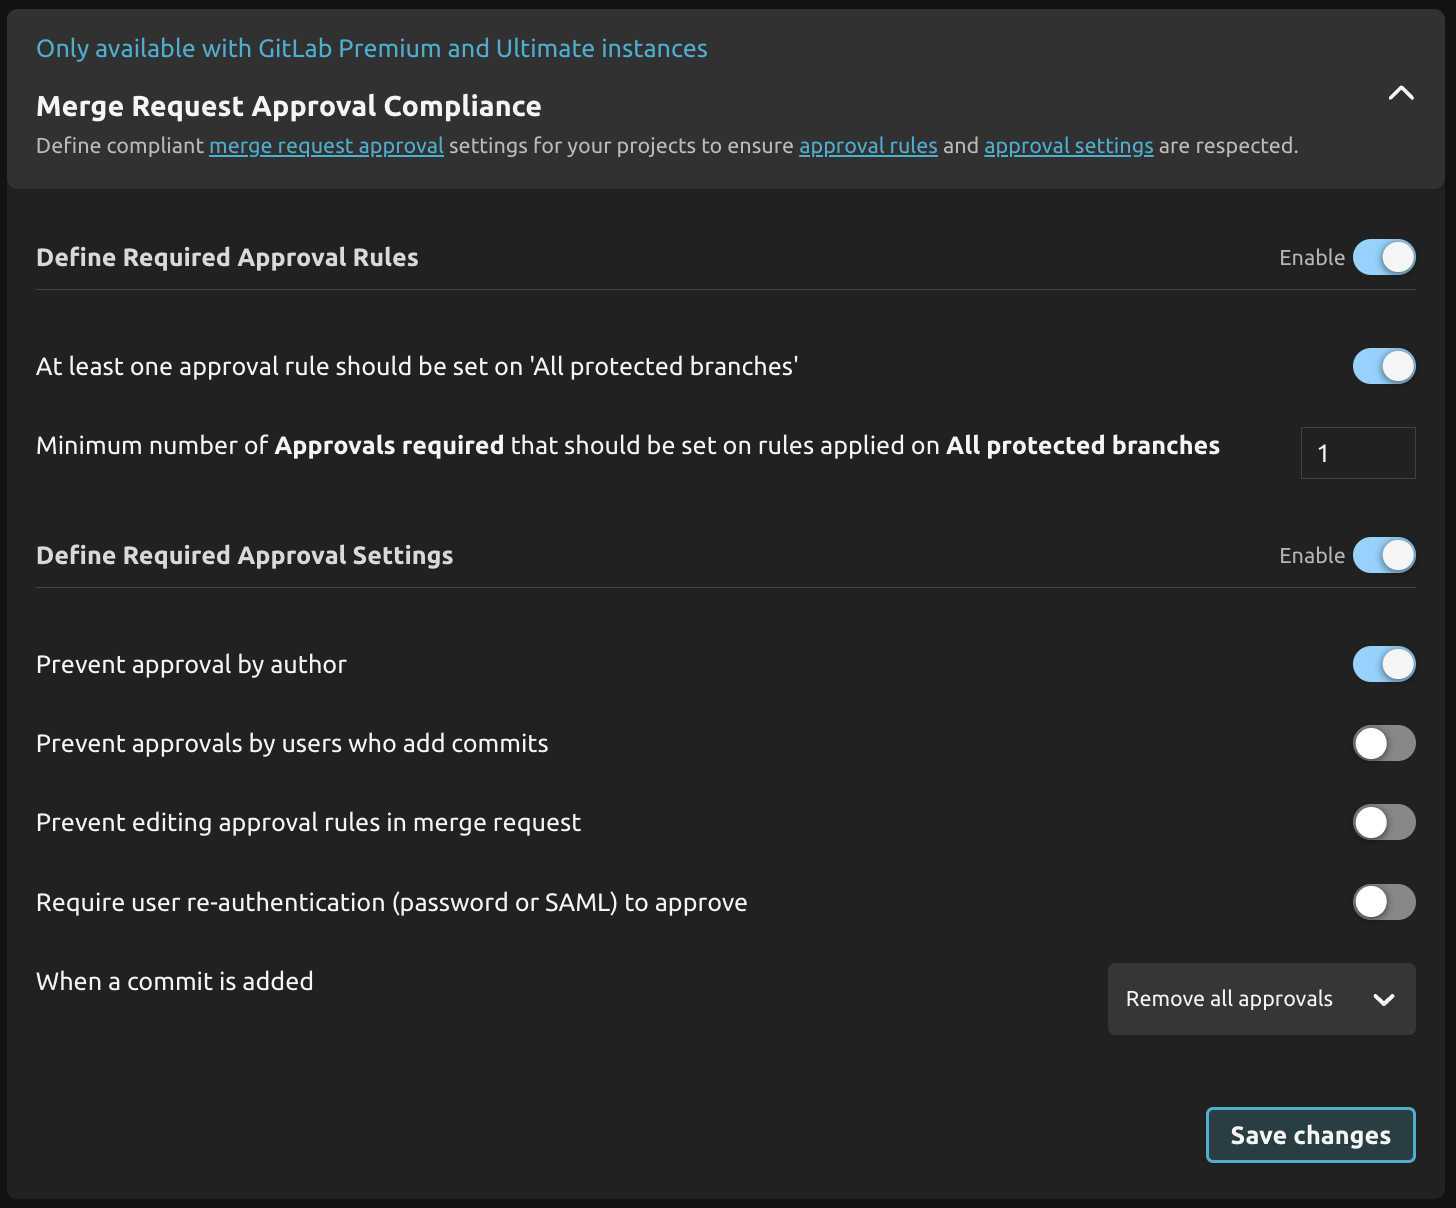 Only available with GitLab Premium and Ultimate instances
Merge Request Approval Compliance
Define compliant merge request approval settings for your projects to ensure approval rules and approval settings are respected.
Define Required Approval Rules
Enable
At least one approval rule should be set on 'All protected branches'
Minimum number of Approvals required that should be set on rules applied on All protected branches
1
Define Required Approval Settings
Enable
Prevent approval by author
Prevent approvals by users who add commits
Prevent editing approval rules in merge request
Require user re-authentication (password or SAML) to approve
When a commit is added
Remove all approvals
Save changes